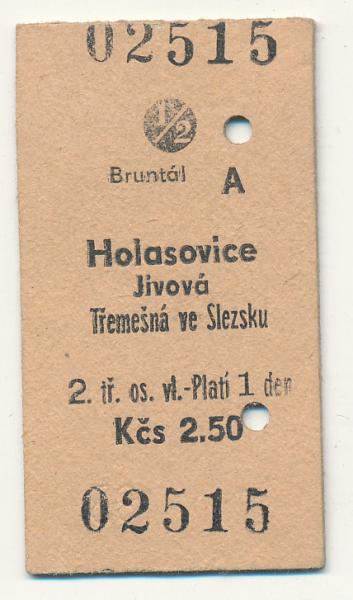 02515
1/2
Bruntál A
Holasovice
Jivová
Třemešná ve Slezsku
2. tř. os. vl.-Platí 1 den
Kčs 2.50
02515